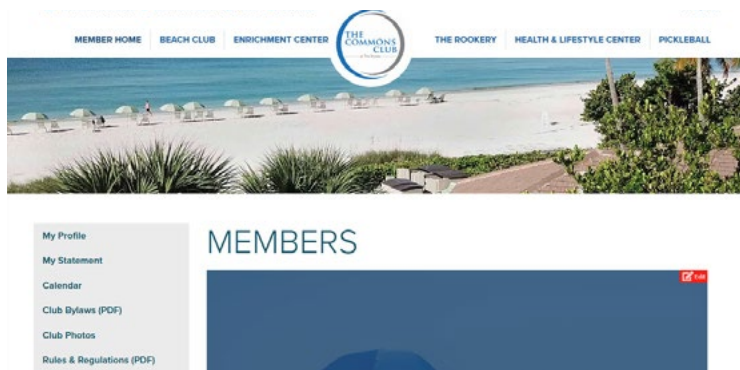 MEMBER HOME BEACH CLUB ENRICHMENT CENTER THE COMMONS CLUB THE ROOKERY HEALTH & LIFESTYLE CENTER PICKLEBALL
My Profile
My Statement
Calendar
Club Bylaws (PDF)
Club Photos
Rules & Regulations (PDF)
MEMBERS
Edit